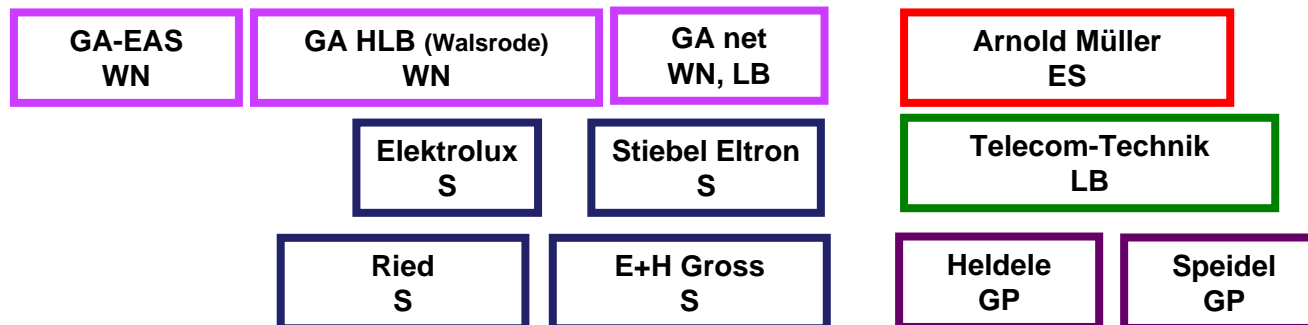 GA-EAS
WN
GA HLB (Walsrode)
WN
GA net
WN, LB
Arnold Müller
ES
Elektrolux
S
Stiebel Eltron
S
Telecom-Technik
LB
Ried
S
E+H Gross
S
Heldele
GP
Speidel
GP